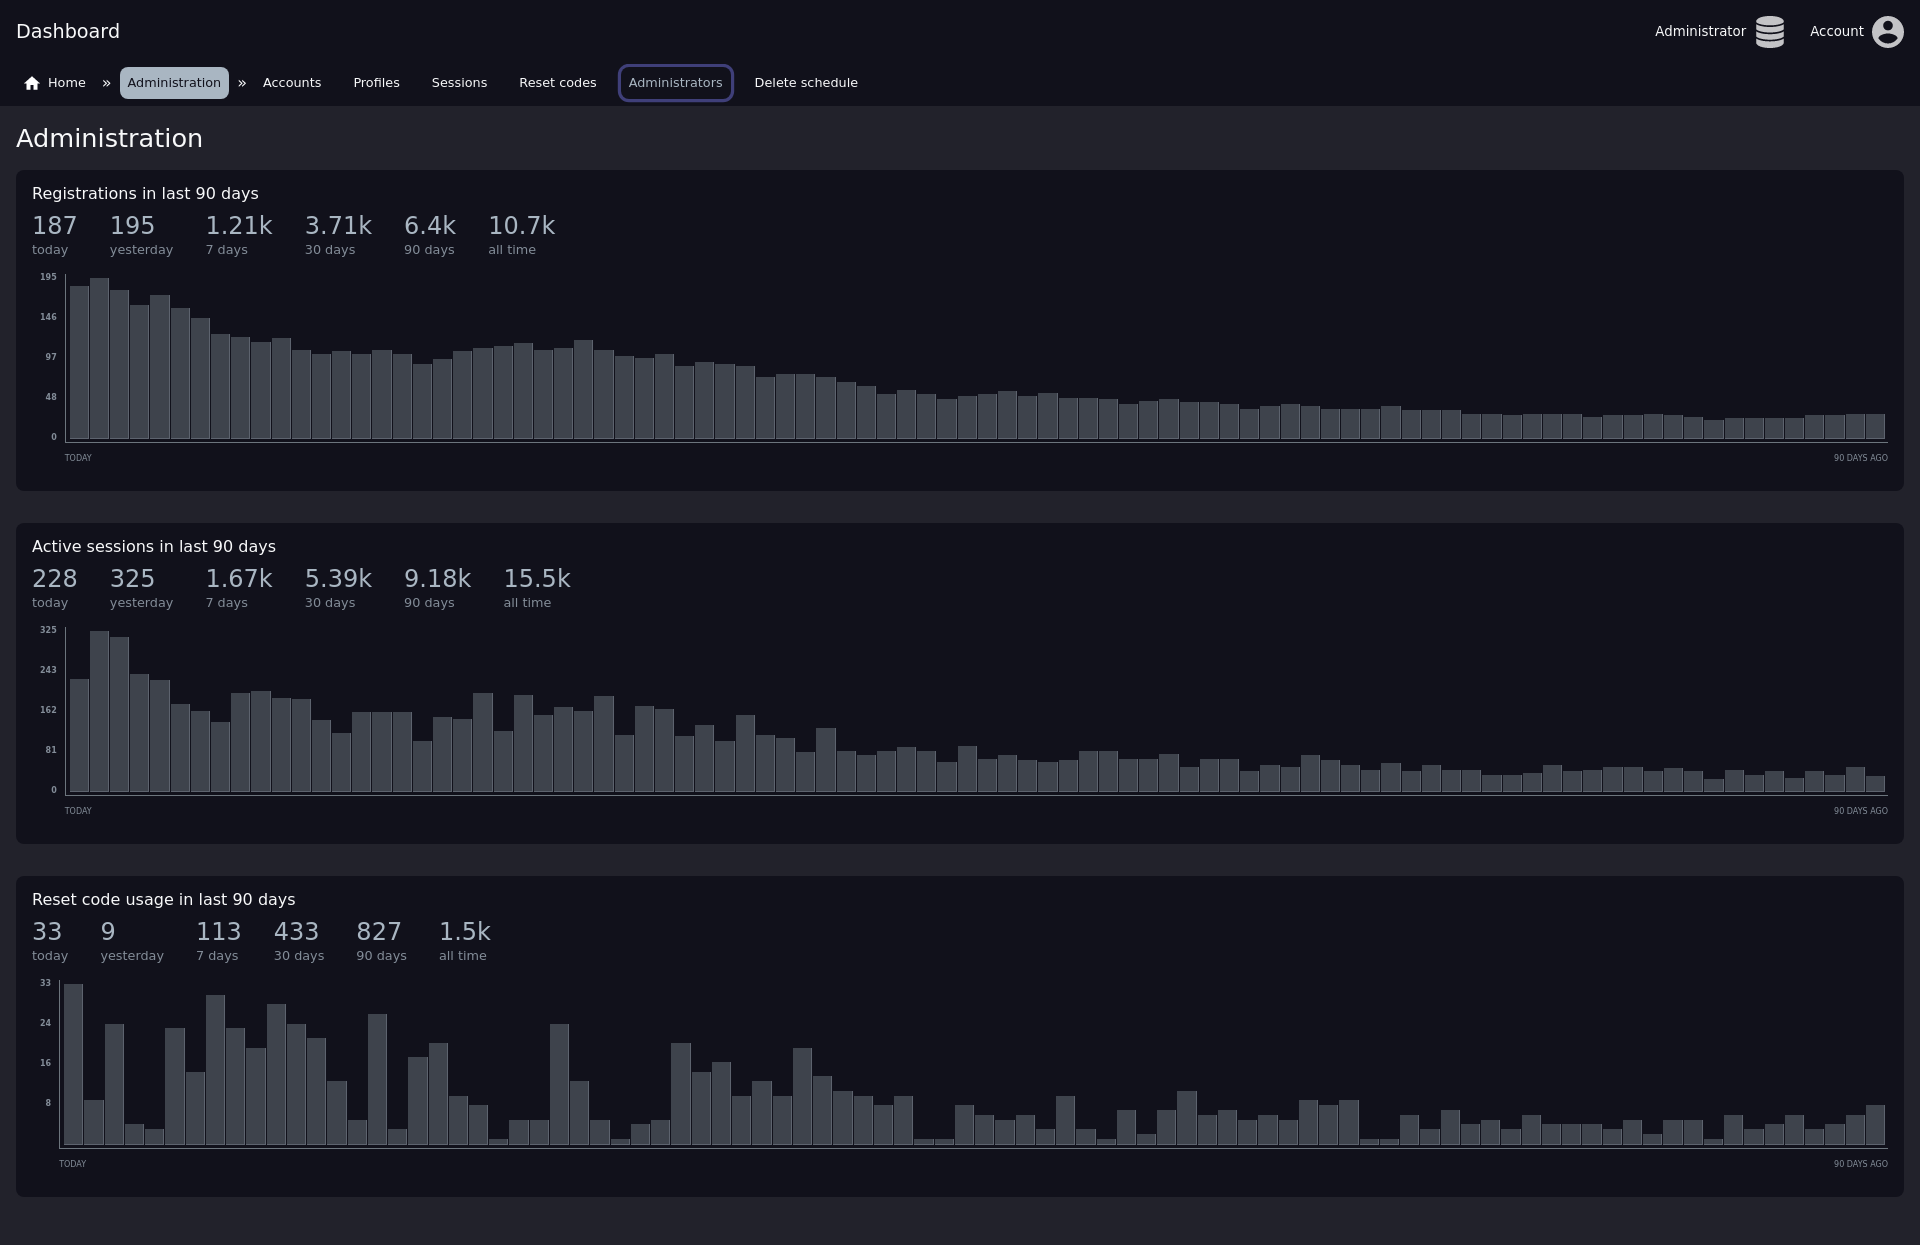 Dashboard
Administrator
Account
Home » Administration » Accounts Profiles Sessions Reset codes Administrators Delete schedule
Administration
Registrations in last 90 days
187 195 1.21k 3.71k 6.4k 10.7k
today yesterday 7 days 30 days 90 days all time
195
146
97
48
0
TODAY 90 DAYS AGO
Active sessions in last 90 days
228 325 1.67k 5.39k 9.18k 15.5k
today yesterday 7 days 30 days 90 days all time
325
243
162
81
0
TODAY 90 DAYS AGO
Reset code usage in last 90 days
33 9 113 433 827 1.5k
today yesterday 7 days 30 days 90 days all time
33
24
16
8
TODAY 90 DAYS AGO